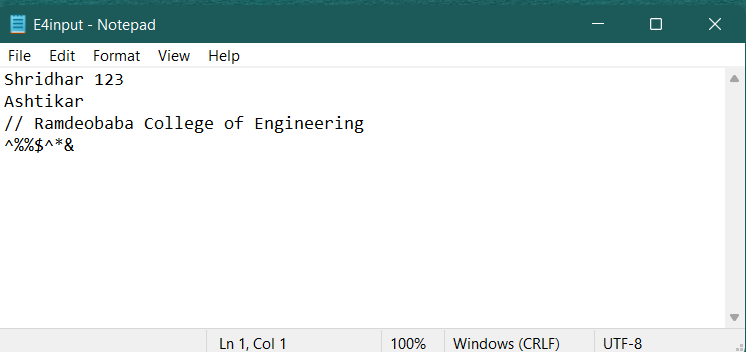 E4input - Notepad
File Edit Format View Help
Shridhar 123
Ashtikar
// Ramdeobaba College of Engineering
^%%$^*&
Ln 1, Col 1 100% Windows (CRLF) UTF-8